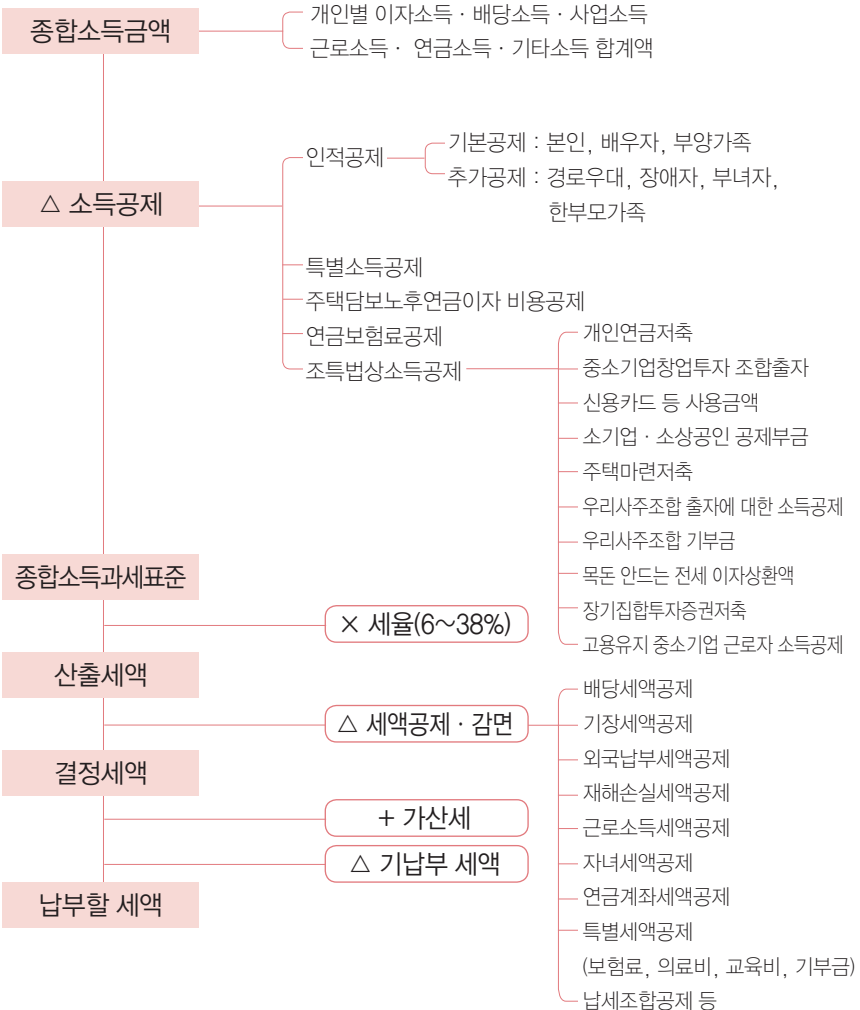 종합소득금액
개인별 이자소득 · 배당소득 · 사업소득
근로소득 · 연금소득 · 기타소득 합계액
△ 소득공제
인적공제
기본공제 : 본인, 배우자, 부양가족
추가공제 : 경로우대, 장애자, 부녀자,
한부모가족
특별소득공제
주택담보노후연금이자 비용공제
연금보험료공제
조특법상소득공제
개인연금저축
중소기업창업투자 조합출자
신용카드 등 사용금액
소기업 · 소상공인 공제부금
주택마련저축
우리사주조합 출자에 대한 소득공제
우리사주조합 기부금
목돈 안드는 전세 이자상환액
장기집합투자증권저축
고용유지 중소기업 근로자 소득공제
종합소득과세표준
× 세율(6~38%)
산출세액
△ 세액공제 · 감면
배당세액공제
기장세액공제
외국납부세액공제
재해손실세액공제
근로소득세액공제
자녀세액공제
연금계좌세액공제
특별세액공제
(보험료, 의료비, 교육비, 기부금)
납세조합공제 등
결정세액
+ 가산세
△ 기납부 세액
납부할 세액